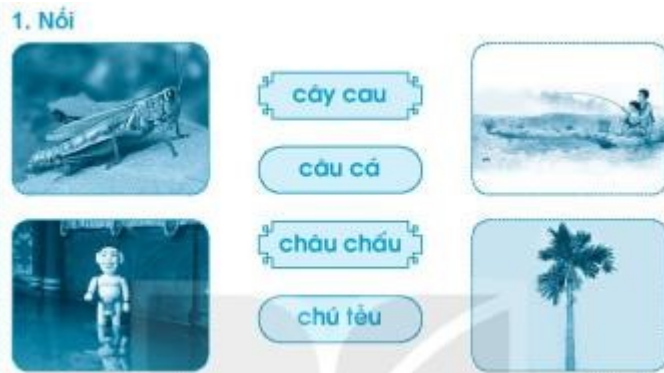 1. Nối
cây cau
câu cá
châu chấu
chú tễu